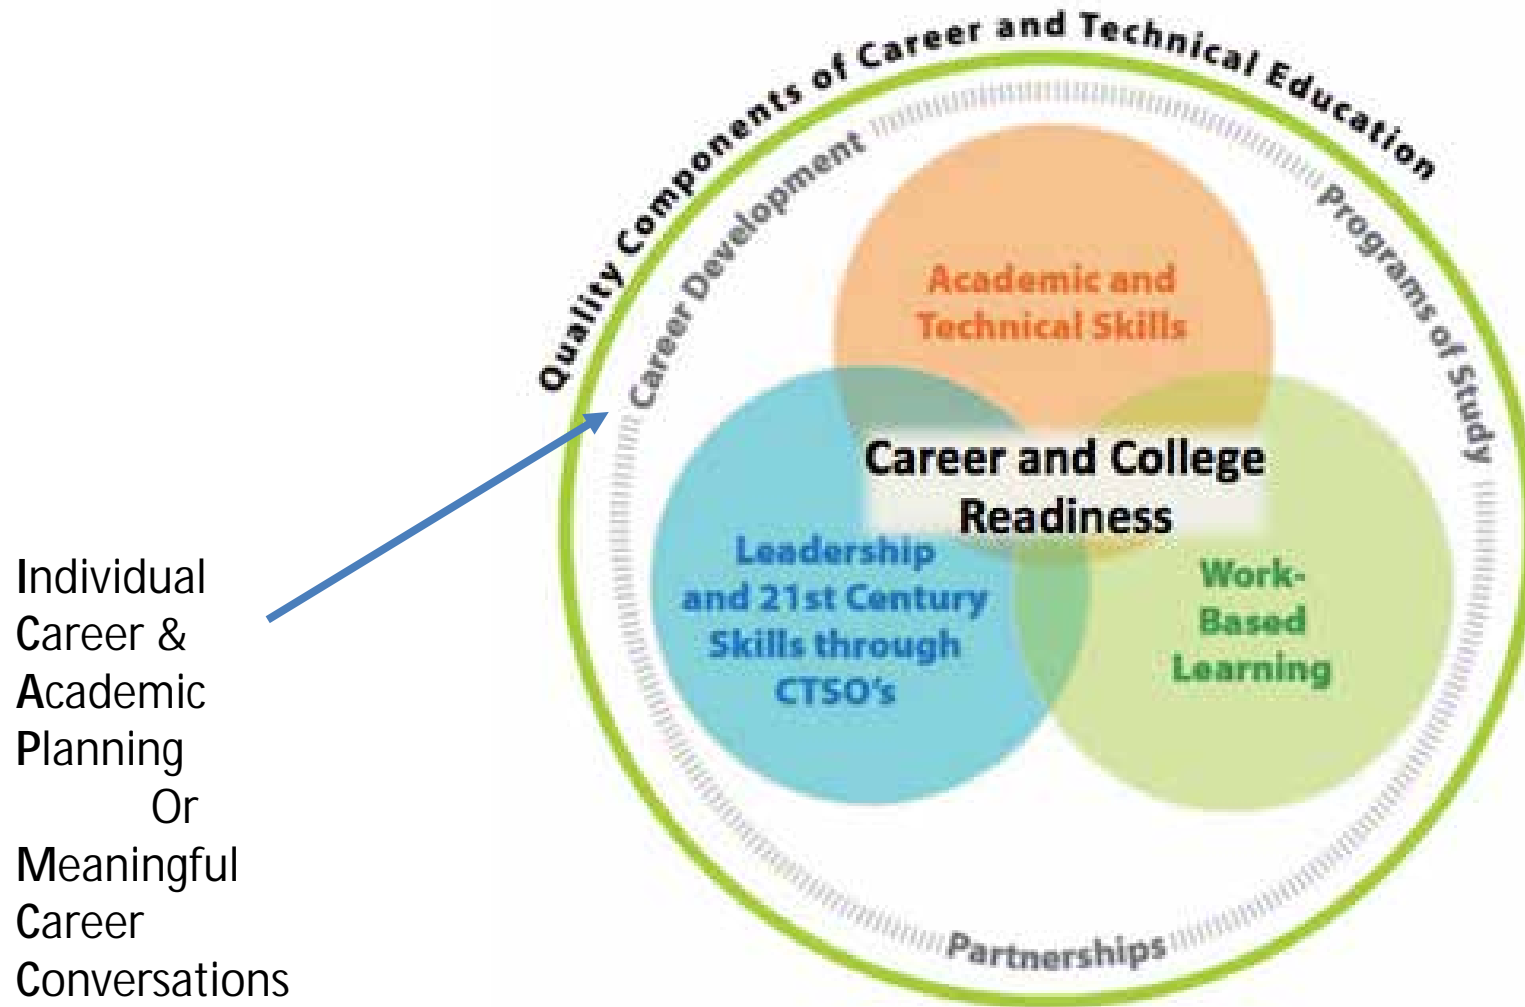 Quality Components of Career and Technical Education
Career Development
Programs of Study
Academic and
Technical Skills
Career and College
Readiness
Leadership
and 21st Century
Skills through
CTSO's
Work-
Based
Learning
Partnerships
Individual
Career &
Academic
Planning
Or
Meaningful
Career
Conversations